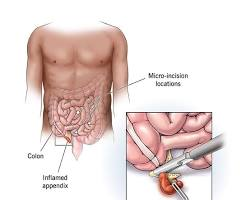 Micro-incision
locations
Colon
Inflamed
appendix